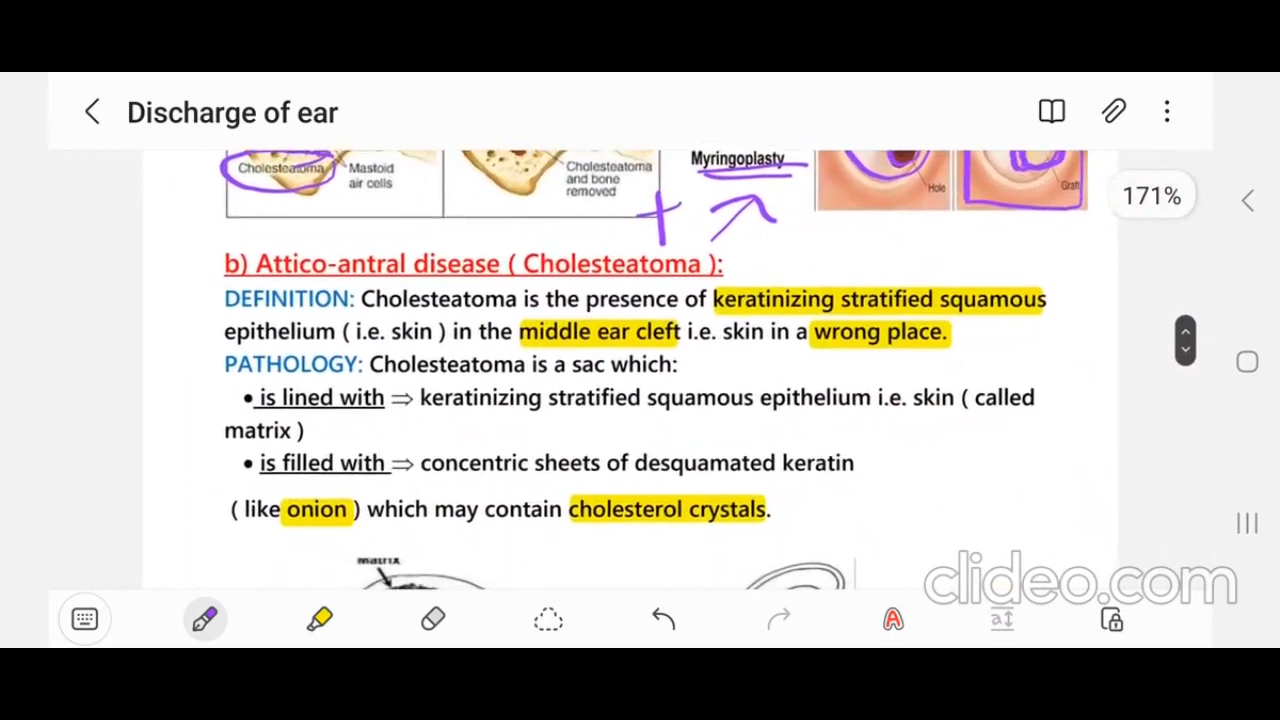 Discharge of ear
171%
Cholesteatoma
Mastoid
air cells
Cholesteatoma
and bone
removed
Myringoplasty
Hole
Graft
b) Attico-antral disease ( Cholesteatoma ):
DEFINITION: Cholesteatoma is the presence of keratinizing stratified squamous
epithelium ( i.e. skin ) in the middle ear cleft i.e. skin in a wrong place.
PATHOLOGY: Cholesteatoma is a sac which:
• is lined with ⇒ keratinizing stratified squamous epithelium i.e. skin ( called
matrix )
• is filled with ⇒ concentric sheets of desquamated keratin
( like onion ) which may contain cholesterol crystals.
matrix
clideo.com